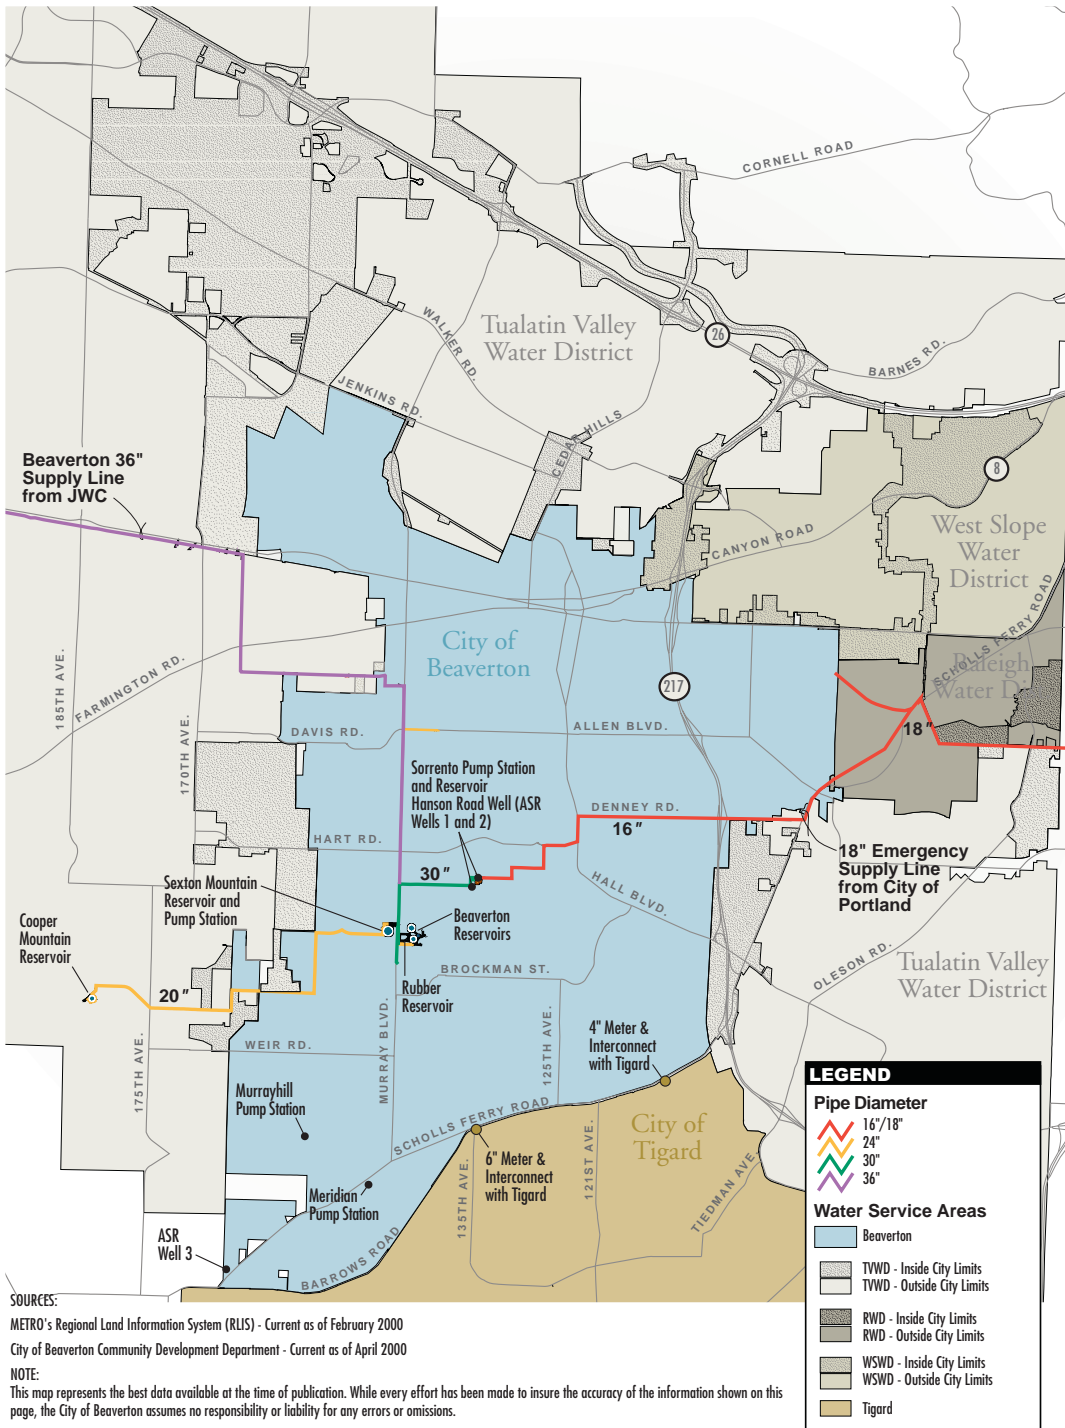 CORNELL ROAD
Tualatin Valley
Water District
26
WALKER RD.
BARNES RD.
JENKINS RD.
CEDAR HILLS
Beaverton 36"
Supply Line
from JWC
8
CANYON ROAD
West Slope
Water
District
City of
Beaverton
SCHOLLS FERRY ROAD
Raleigh
Water Di
185TH AVE.
FARMINGTON RD.
217
170TH AVE.
DAVIS RD.
ALLEN BLVD.
18"
Sorrento Pump Station
and Reservoir
Hanson Road Well (ASR
Wells 1 and 2)
DENNEY RD.
16"
HART RD.
18" Emergency
Supply Line
from City of
Portland
30"
Sexton Mountain
Reservoir and
Pump Station
HALL BLVD.
Cooper
Mountain
Reservoir
Beaverton
Reservoirs
OLESON RD.
Tualatin Valley
Water District
BROCKMAN ST.
20"
Rubber
Reservoir
4" Meter &
Interconnect
with Tigard
WEIR RD.
MURRAY BLVD.
125TH AVE.
175TH AVE.
Murrayhill
Pump Station
SCHOLLS FERRY ROAD
City of
Tigard
6" Meter &
Interconnect
with Tigard
135TH AVE.
121ST AVE.
TIEDMAN AVE.
Meridian
Pump Station
ASR
Well 3
BARROWS ROAD
LEGEND
Pipe Diameter
16"/18"
24"
30"
36"
Water Service Areas
Beaverton
TVWD - Inside City Limits
TVWD - Outside City Limits
RWD - Inside City Limits
RWD - Outside City Limits
WSWD - Inside City Limits
WSWD - Outside City Limits
Tigard
SOURCES:
METRO's Regional Land Information System (RLIS) - Current as of February 2000
City of Beaverton Community Development Department - Current as of April 2000
NOTE:
This map represents the best data available at the time of publication. While every effort has been made to insure the accuracy of the information shown on this
page, the City of Beaverton assumes no responsibility or liability for any errors or omissions.